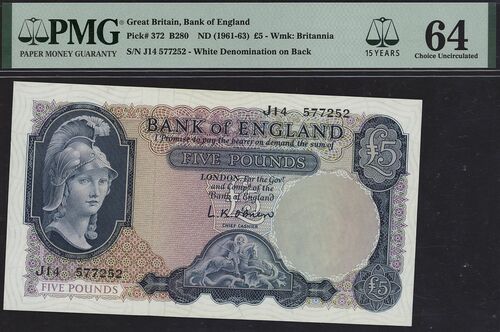 PMG
PAPER MONEY GUARANTY
Great Britain, Bank of England
Pick# 372 B280 ND (1961-63) £5 - Wmk: Britannia
S/N J14 577252 - White Denomination on Back
15 YEARS
64
Choice Uncirculated
J14 577252
BANK of ENGLAND
I Promise to pay the bearer on demand the sum of
£5
FIVE POUNDS
LONDON, For the Govr
and Compa of the
Bank of England
£5
L.K. O'Brien
CHIEF CASHIER
J14 577252
FIVE POUNDS
£5